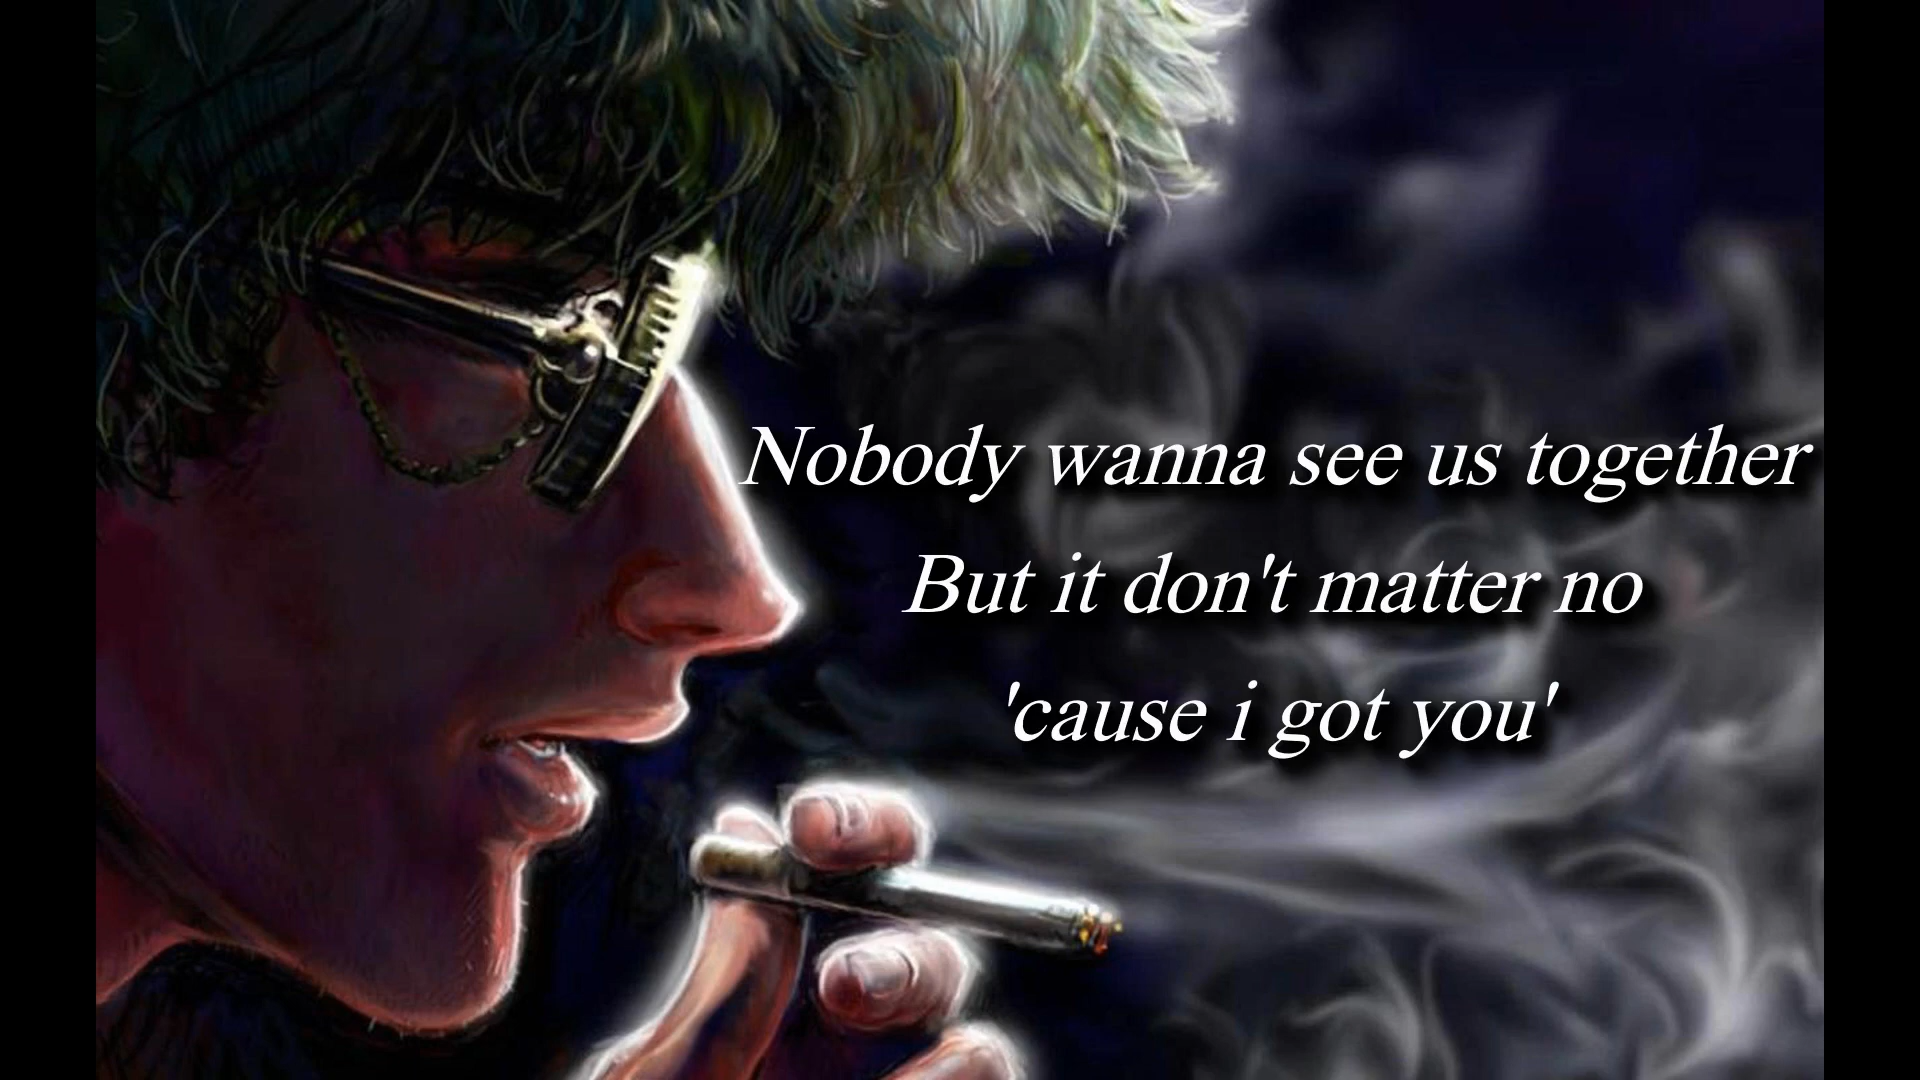 Nobody wanna see us together
But it don't matter no
'cause i got you'